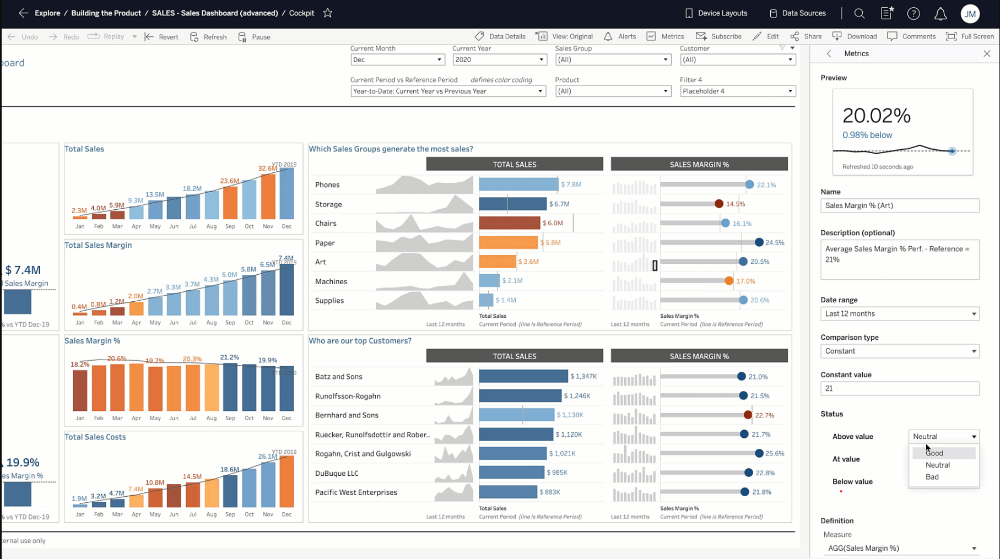 Explore / Building the Product / SALES - Sales Dashboard (advanced) / Cockpit
Device Layouts
Data Sources
JM
Undo
Redo
Replay
Revert
Refresh
Pause
Data Details
View: Original
Alerts
Metrics
Subscribe
Edit
Share
Download
Comments
Full Screen
board
Current Month
Dec
Current Year
2020
Sales Group
(All)
Customer
(All)
Current Period vs Reference Period defines color coding
Year-to-Date: Current Year vs Previous Year
Product
(All)
Filter 4
Placeholder 4
$ 7.4M
Sales Margin
% vs YTD Dec-19
19.9%
es Margin %
% vs YTD Dec-19
Total Sales
YTD 2019
2.3M 4.0M 5.9M 9.3M 13.5M 18.2M 23.6M 32.6M
Jan Feb Mar Apr May Jun Jul Aug Sep Oct Nov Dec
Total Sales Margin
YTD 2019
0.4M 0.8M 1.2M 2.0M 2.7M 3.3M 3.7M 4.3M 5.0M 5.8M 6.5M 7.4M
Jan Feb Mar Apr May Jun Jul Aug Sep Oct Nov Dec
Sales Margin %
18.2% 20.6% 19.7% 20.3% 21.2% 19.9%
YTD 2019
Jan Feb Mar Apr May Jun Jul Aug Sep Oct Nov Dec
Total Sales Costs
YTD 2019
1.9M 3.2M 4.7M 7.4M 10.8M 14.5M 18.6M 26.1M
Jan Feb Mar Apr May Jun Jul Aug Sep Oct Nov Dec
Which Sales Groups generate the most sales?
TOTAL SALES
SALES MARGIN %
Phones $ 7.8M 22.1%
Storage $ 6.7M 14.5%
Chairs $ 6.0M 16.1%
Paper $ 5.8M 24.5%
Art $ 3.6M 20.5%
Machines $ 2.1M 17.0%
Supplies $ 1.4M 20.6%
Total Sales
Sales Margin %
Last 12 months Current Period (line is Reference Period)
Last 12 months Current Period (line is Reference Period)
Who are our top Customers?
TOTAL SALES
SALES MARGIN %
Batz and Sons $ 1,347K 21.0%
Runolfsson-Rogahn $ 1,246K 21.5%
Bernhard and Sons $ 1,138K 22.7%
Ruecker, Runolfsdottir and Rober.. $ 1,120K 21.7%
Rogahn, Crist and Gulgowski $ 1,021K 25.6%
DuBuque LLC $ 985K 22.8%
Pacific West Enterprises $ 883K 21.8%
Total Sales
Sales Margin %
Last 12 months Current Period (line is Reference Period)
Last 12 months Current Period (line is Reference Period)
ternal use only
Metrics
Preview
20.02%
0.98% below
Refreshed 10 seconds ago
Name
Sales Margin % (Art)
Description (optional)
Average Sales Margin % Perf. - Reference =
21%
Date range
Last 12 months
Comparison type
Constant
Constant value
21
Status
Above value
Neutral
Good
At value
Neutral
Bad
Below value
Definition
Measure
AGG(Sales Margin %)